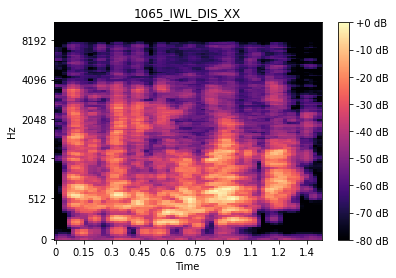 1065_IWL_DIS_XX
8192
4096
2048
1024
512
0
Hz
0 0.15 0.3 0.45 0.6 0.75 0.9 1.1 1.2 1.4
Time
+0 dB
-10 dB
-20 dB
-30 dB
-40 dB
-50 dB
-60 dB
-70 dB
-80 dB